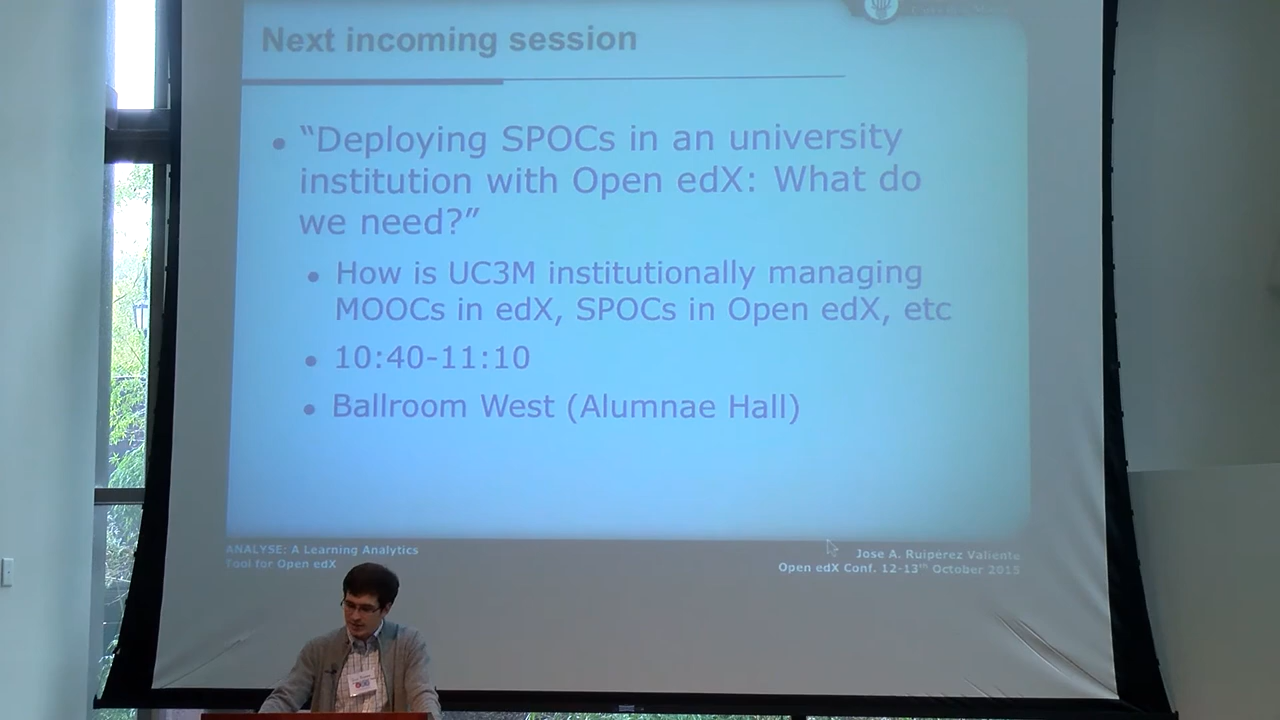 Next incoming session
• “Deploying SPOCs in an university
institution with Open edX: What do
we need?”
• How is UC3M institutionally managing
MOOCs in edX, SPOCs in Open edX, etc
• 10:40-11:10
• Ballroom West (Alumnae Hall)
ANALYSE: A Learning Analytics
Tool for Open edX
Jose A. Ruipérez Valiente
Open edX Conf. 12-13th October 2015